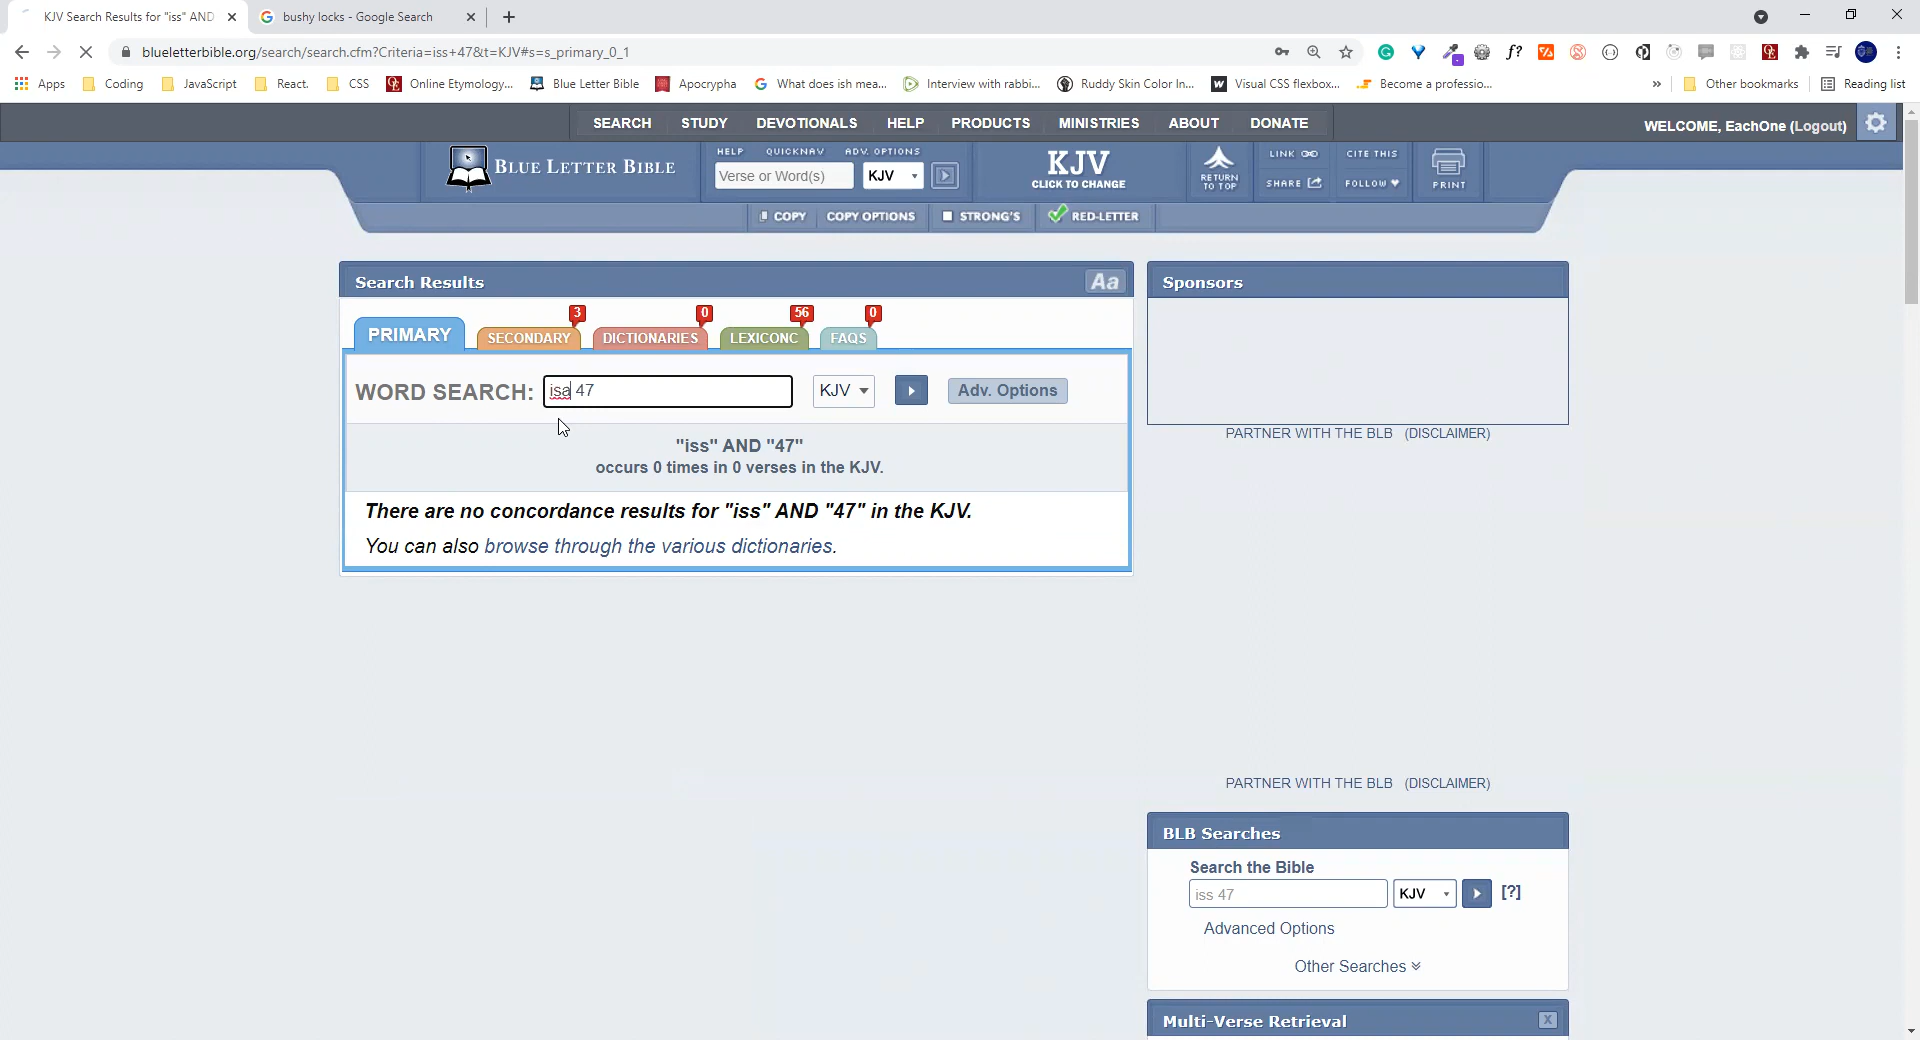 KJV Search Results for "iss" AND
bushy locks - Google Search
blueletterbible.org/search/search.cfm?Criteria=iss+47&t=KJV#s=s_primary_0_1
Apps Coding JavaScript React. CSS Online Etymology... Blue Letter Bible Apocrypha What does ish mea... Interview with rabbi... Ruddy Skin Color In... Visual CSS flexbox... Become a professio... » Other bookmarks Reading list
SEARCH STUDY DEVOTIONALS HELP PRODUCTS MINISTRIES ABOUT DONATE
WELCOME, EachOne (Logout)
BLUE LETTER BIBLE
HELP QUICKNAV ADV. OPTIONS
Verse or Word(s) KJV
KJV
CLICK TO CHANGE
RETURN
TO TOP
LINK CITE THIS
SHARE FOLLOW
PRINT
COPY COPY OPTIONS STRONG'S RED-LETTER
Search Results Aa
3 0 56 0
PRIMARY SECONDARY DICTIONARIES LEXICONC FAQS
WORD SEARCH: isa 47 KJV Adv. Options
"iss" AND "47"
occurs 0 times in 0 verses in the KJV.
There are no concordance results for "iss" AND "47" in the KJV.
You can also browse through the various dictionaries.
Sponsors
PARTNER WITH THE BLB (DISCLAIMER)
PARTNER WITH THE BLB (DISCLAIMER)
BLB Searches
Search the Bible
iss 47 KJV [?]
Advanced Options
Other Searches
Multi-Verse Retrieval X